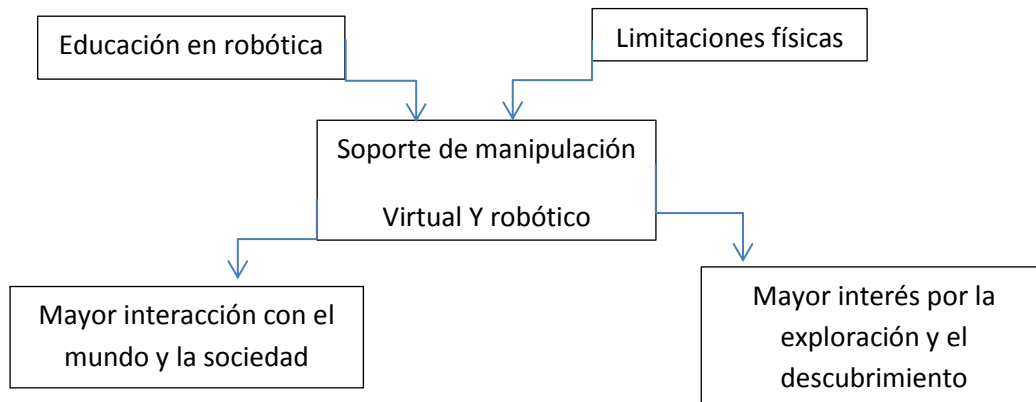 Educación en robótica
Limitaciones físicas
Soporte de manipulación
Virtual Y robótico
Mayor interacción con el
mundo y la sociedad
Mayor interés por la
exploración y el
descubrimiento